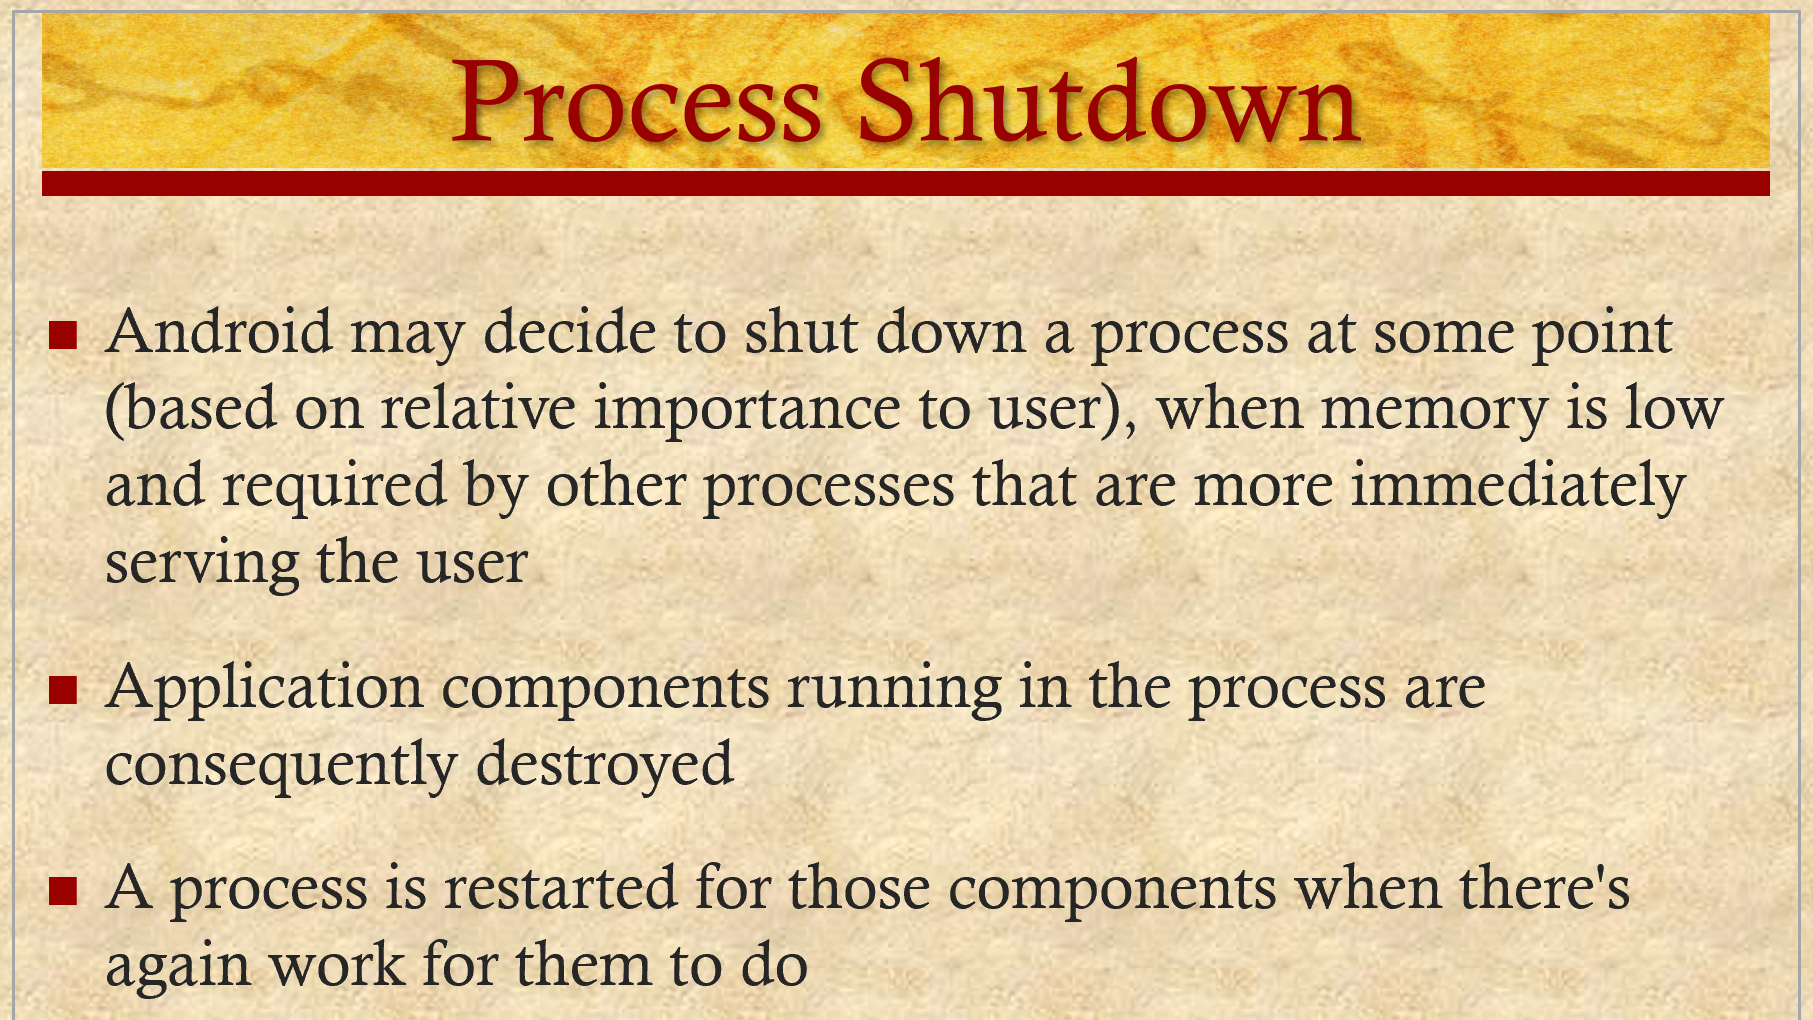 Process Shutdown
Android may decide to shut down a process at some point
(based on relative importance to user), when memory is low
and required by other processes that are more immediately
serving the user
Application components running in the process are
consequently destroyed
A process is restarted for those components when there's
again work for them to do